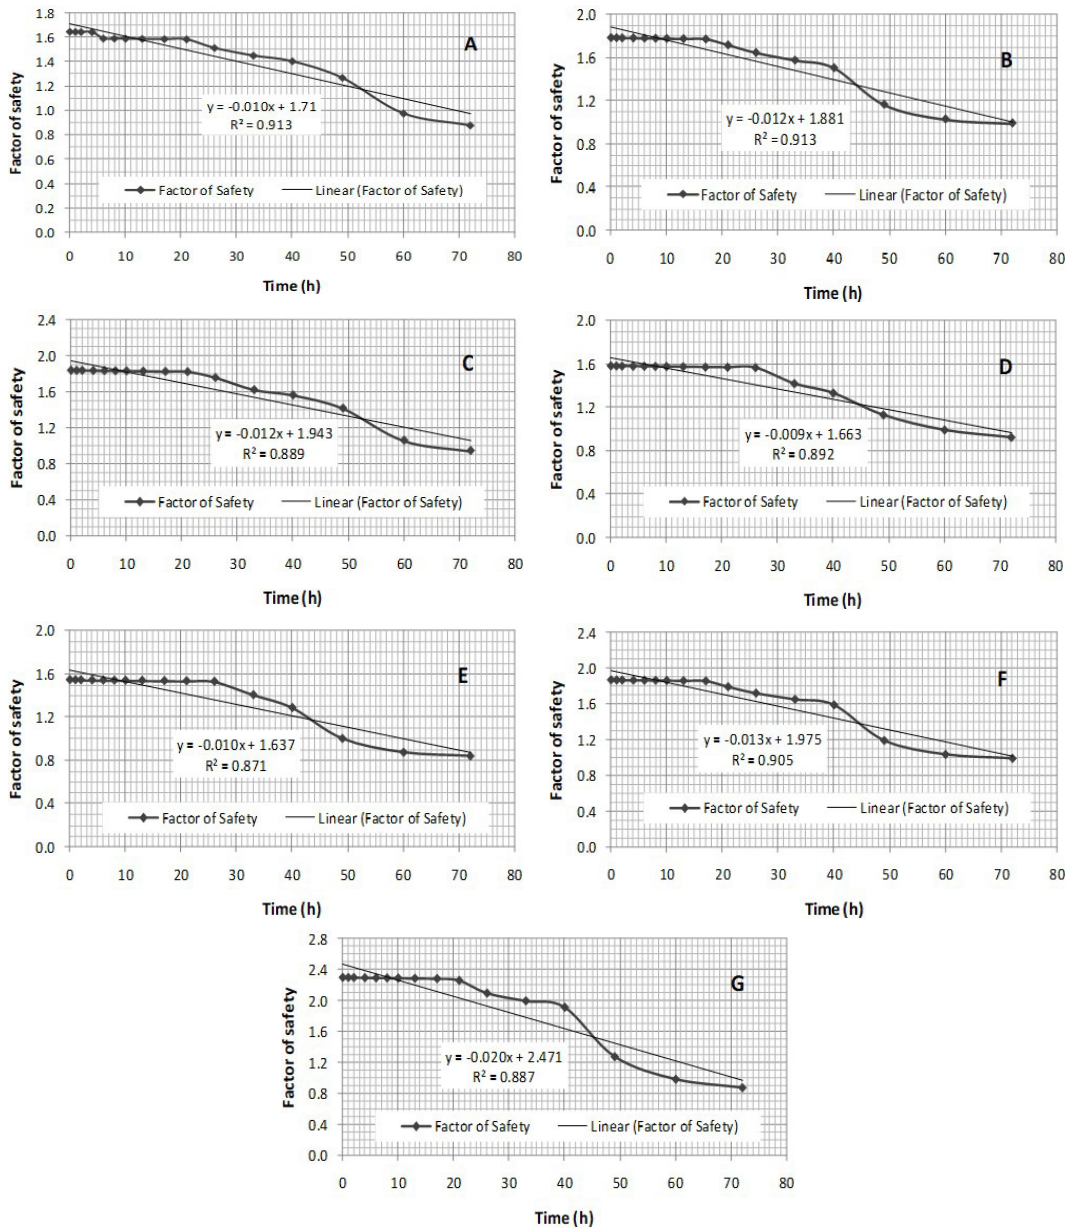 1.8
1.6
1.4
1.2
1.0
0.8
0.6
0.4
0.2
0.0
Factor of safety
A
y = -0.010x + 1.71
R² = 0.913
Factor of Safety
Linear (Factor of Safety)
0 10 20 30 40 50 60 70 80
Time (h)
2.0
1.6
1.2
0.8
0.4
0.0
Factor of safety
B
y = -0.012x + 1.881
R² = 0.913
Factor of Safety
Linear (Factor of Safety)
0 10 20 30 40 50 60 70 80
Time (h)
2.4
2.0
1.6
1.2
0.8
0.4
0.0
Factor of safety
C
y = -0.012x + 1.943
R² = 0.889
Factor of Safety
Linear (Factor of Safety)
0 10 20 30 40 50 60 70 80
Time (h)
2.0
1.6
1.2
0.8
0.4
0.0
Factor of safety
D
y = -0.009x + 1.663
R² = 0.892
Factor of Safety
Linear (Factor of Safety)
0 10 20 30 40 50 60 70 80
Time (h)
2.0
1.6
1.2
0.8
0.4
0.0
Factor of safety
E
y = -0.010x + 1.637
R² = 0.871
Factor of Safety
Linear (Factor of Safety)
0 10 20 30 40 50 60 70 80
Time (h)
2.4
2.0
1.6
1.2
0.8
0.4
0.0
Factor of safety
F
y = -0.013x + 1.975
R² = 0.905
Factor of Safety
Linear (Factor of Safety)
0 10 20 30 40 50 60 70 80
Time (h)
2.8
2.4
2.0
1.6
1.2
0.8
0.4
0.0
Factor of safety
G
y = -0.020x + 2.471
R² = 0.887
Factor of Safety
Linear (Factor of Safety)
0 10 20 30 40 50 60 70 80
Time (h)